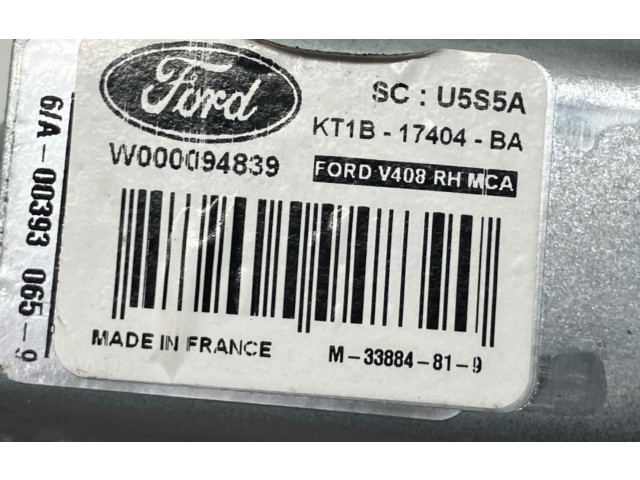 Ford
SC : U5S5A
KT1B - 17404 - BA
W000094839
FORD V408 RH MCA
MADE IN FRANCE
M-33884-81-9
6/A-00393 065-9